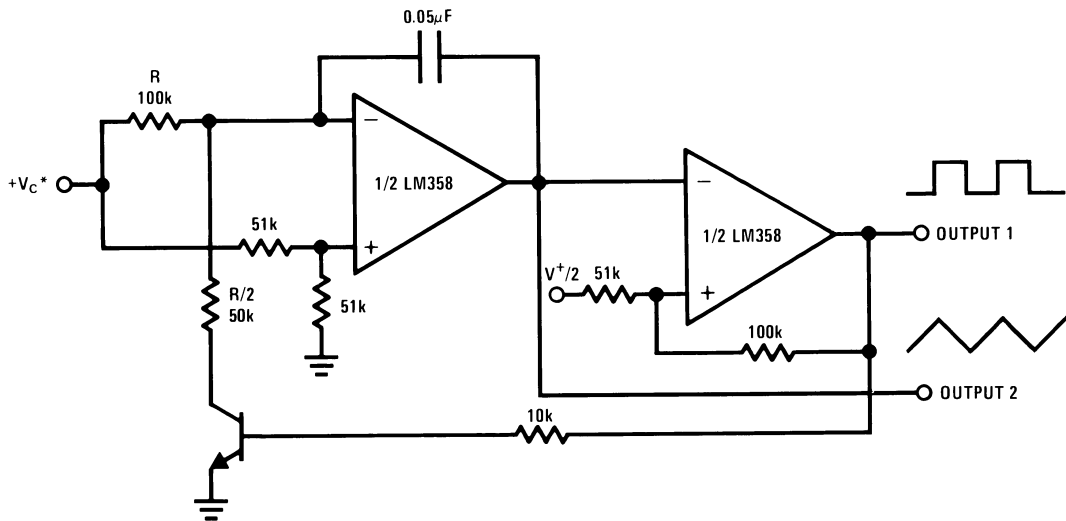 0.05μF
R
100k
+VC*
1/2 LM358
51k
51k
R/2
50k
1/2 LM358
V+/2
51k
100k
10k
OUTPUT 1
OUTPUT 2
−
+
−
+